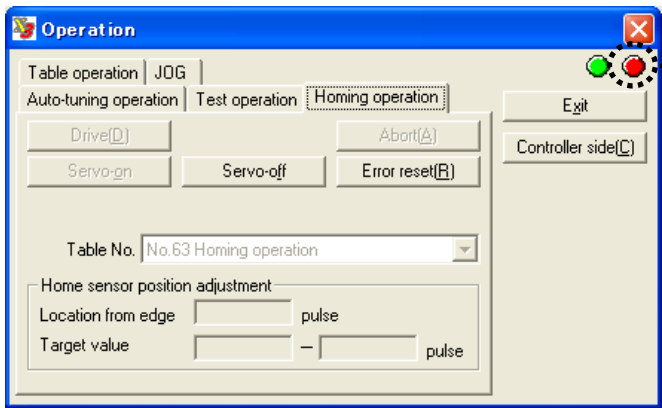 Operation
Table operation JOG
Auto-tuning operation Test operation Homing operation
Drive(D) Abort(A)
Servo-on Servo-off Error reset(R)
Table No. No.63 Homing operation
Home sensor position adjustment
Location from edge pulse
Target value — pulse
Exit
Controller side(C)